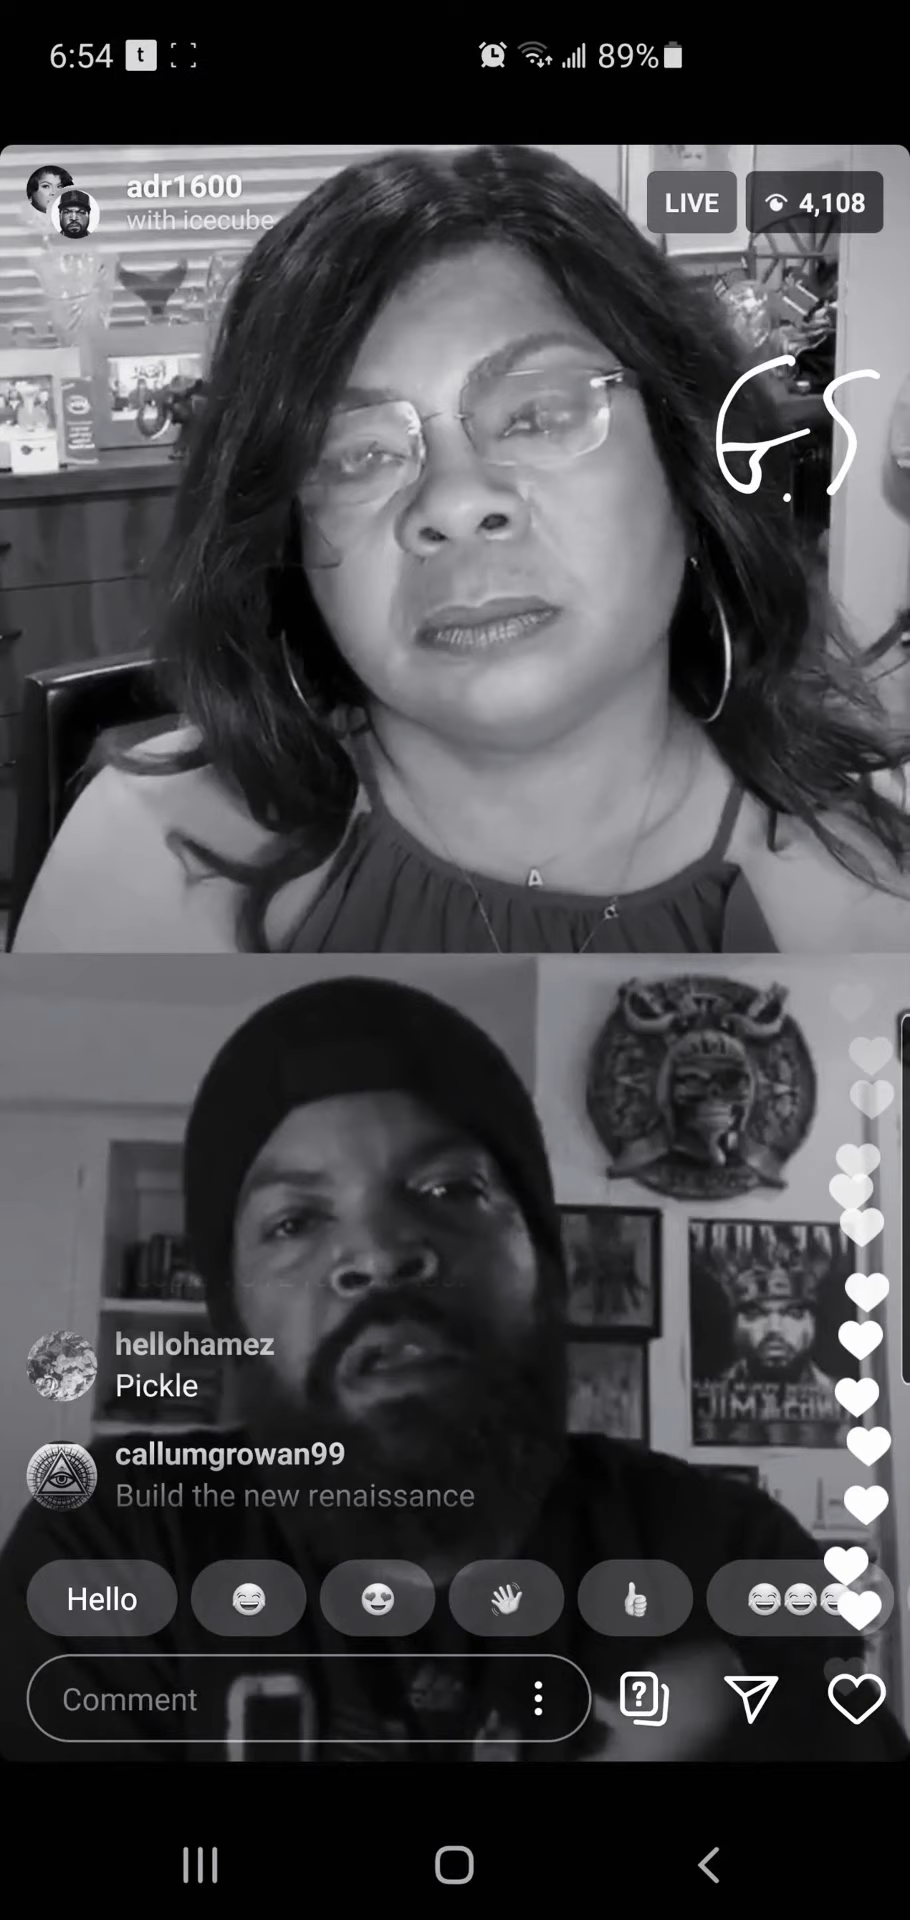 6:54 t 89%
adr1600
with icecube
LIVE 4,108
G.S
A
hellohamez
Pickle
callumgrowan99
Build the new renaissance
Hello
Comment